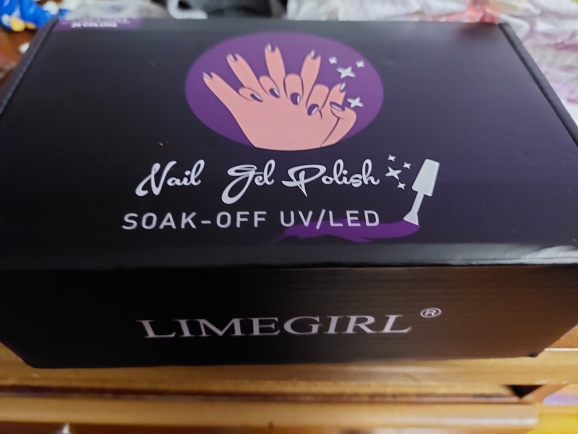 Nail Gel Polish
SOAK-OFF UV/LED
LIMEGIRL®